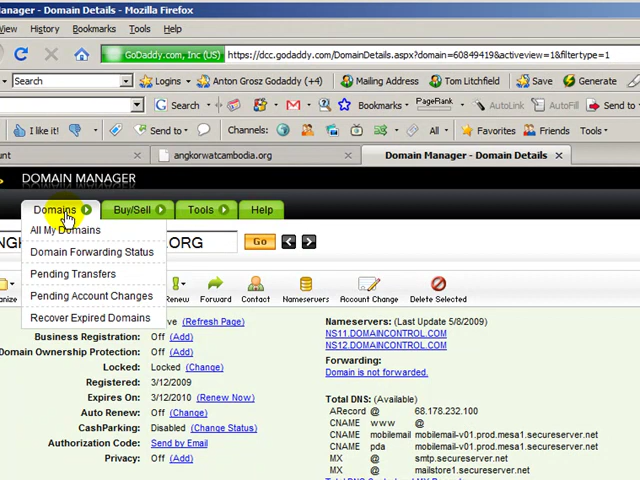 Manager - Domain Details - Mozilla Firefox
View History Bookmarks Tools Help
GoDaddy.com, Inc (US) https://dcc.godaddy.com/DomainDetails.aspx?domain=60849419&activeview=1&filtertype=1
Search Logins Anton Grosz Godaddy (+4) Mailing Address Tom Litchfield Save Generate
Search Bookmarks PageRank AutoLink AutoFill Send to
I like it! Send to Channels: All Favorites Friends Tools
angkorwatcambodia.org Domain Manager - Domain Details
DOMAIN MANAGER
Domains Buy/Sell Tools Help
All My Domains
.ORG Go
Domain Forwarding Status
Pending Transfers
Pending Account Changes
Recover Expired Domains
Renew Forward Contact Nameservers Account Change Delete Selected
(Refresh Page)
Business Registration: Off (Add)
Domain Ownership Protection: Off (Add)
Locked: Locked (Change)
Registered: 3/12/2009
Expires On: 3/12/2010 (Renew Now)
Auto Renew: Off (Change)
CashParking: Disabled (Change Status)
Authorization Code: Send by Email
Privacy: Off (Add)
Nameservers: (Last Update 5/8/2009)
NS11.DOMAINCONTROL.COM
NS12.DOMAINCONTROL.COM
Forwarding:
Domain is not forwarded.
Total DNS: (Available)
ARecord @ 68.178.232.100
CNAME www @
CNAME mobilemail mobilemail-v01.prod.mesa1.secureserver.net
CNAME pda mobilemail-v01.prod.mesa1.secureserver.net
MX @ smtp.secureserver.net
MX @ mailstore1.secureserver.net